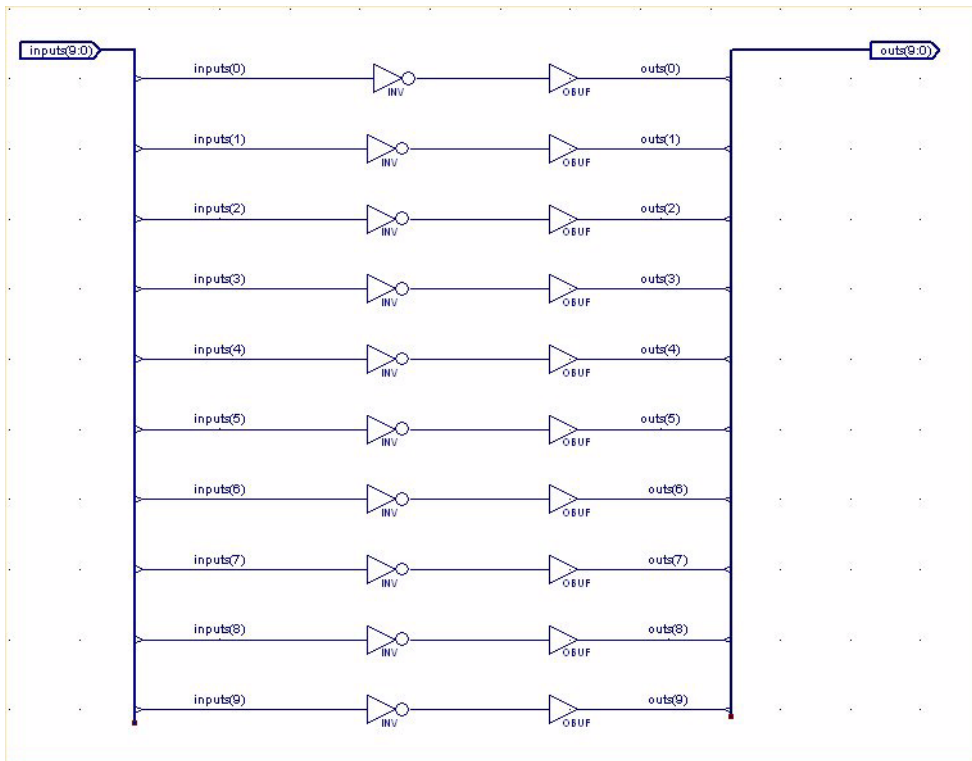 inputs(9:0)
outs(9:0)
inputs(0)
INV
OBUF
outs(0)
inputs(1)
INV
OBUF
outs(1)
inputs(2)
INV
OBUF
outs(2)
inputs(3)
INV
OBUF
outs(3)
inputs(4)
INV
OBUF
outs(4)
inputs(5)
INV
OBUF
outs(5)
inputs(6)
INV
OBUF
outs(6)
inputs(7)
INV
OBUF
outs(7)
inputs(8)
INV
OBUF
outs(8)
inputs(9)
INV
OBUF
outs(9)